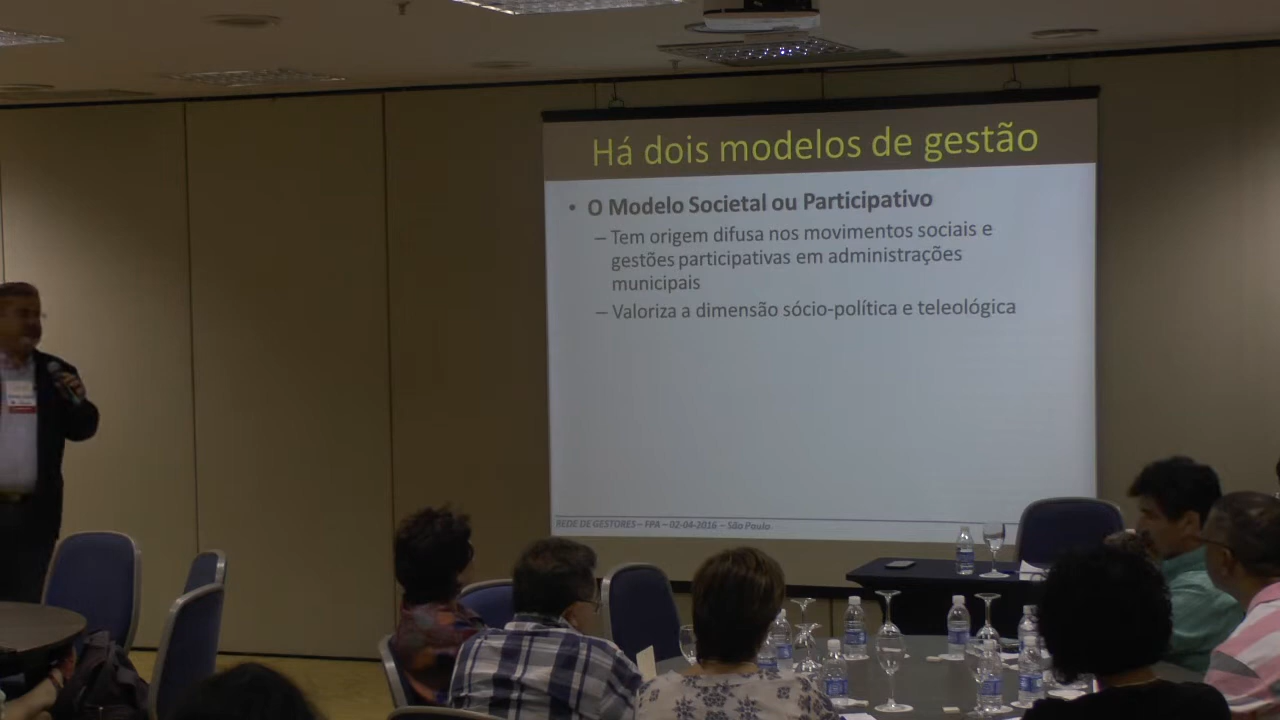 Há dois modelos de gestão
• O Modelo Societal ou Participativo
– Tem origem difusa nos movimentos sociais e
gestões participativas em administrações
municipais
– Valoriza a dimensão sócio-política e teleológica
REDE DE GESTORES – FPA – 02-04-2016 – São Paulo